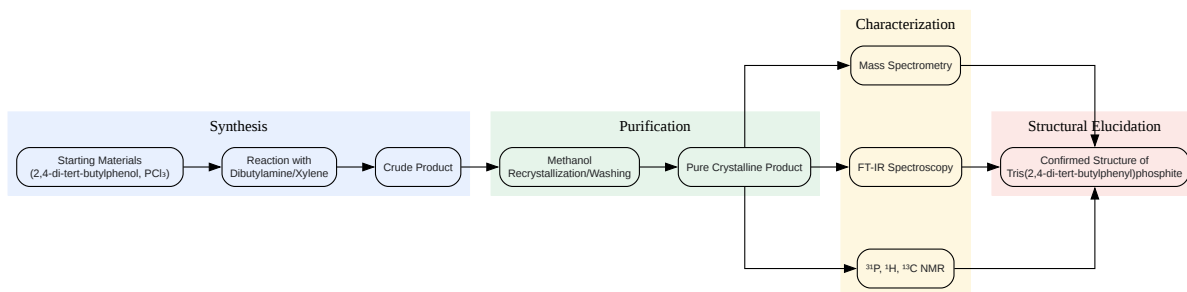 Synthesis
Starting Materials
(2,4-di-tert-butylphenol, PCl₃)
Reaction with
Dibutylamine/Xylene
Crude Product
Purification
Methanol
Recrystallization/Washing
Pure Crystalline Product
Characterization
Mass Spectrometry
FT-IR Spectroscopy
³¹P, ¹H, ¹³C NMR
Structural Elucidation
Confirmed Structure of
Tris(2,4-di-tert-butylphenyl)phosphite